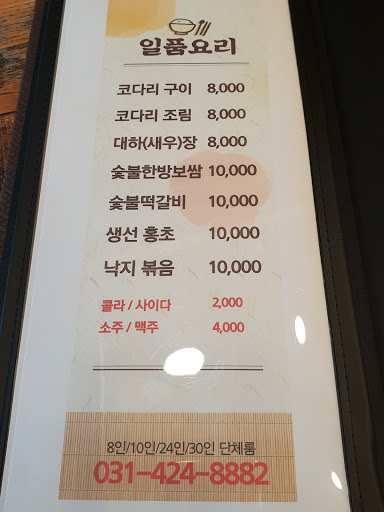 일품요리
코다리 구이 8,000
코다리 조림 8,000
대하(새우)장 8,000
숯불한방보쌈 10,000
숯불떡갈비 10,000
생선 홍초 10,000
낙지 볶음 10,000
콜라 / 사이다 2,000
소주 / 맥주 4,000
8인/10인/24인/30인 단체룸
031-424-8882